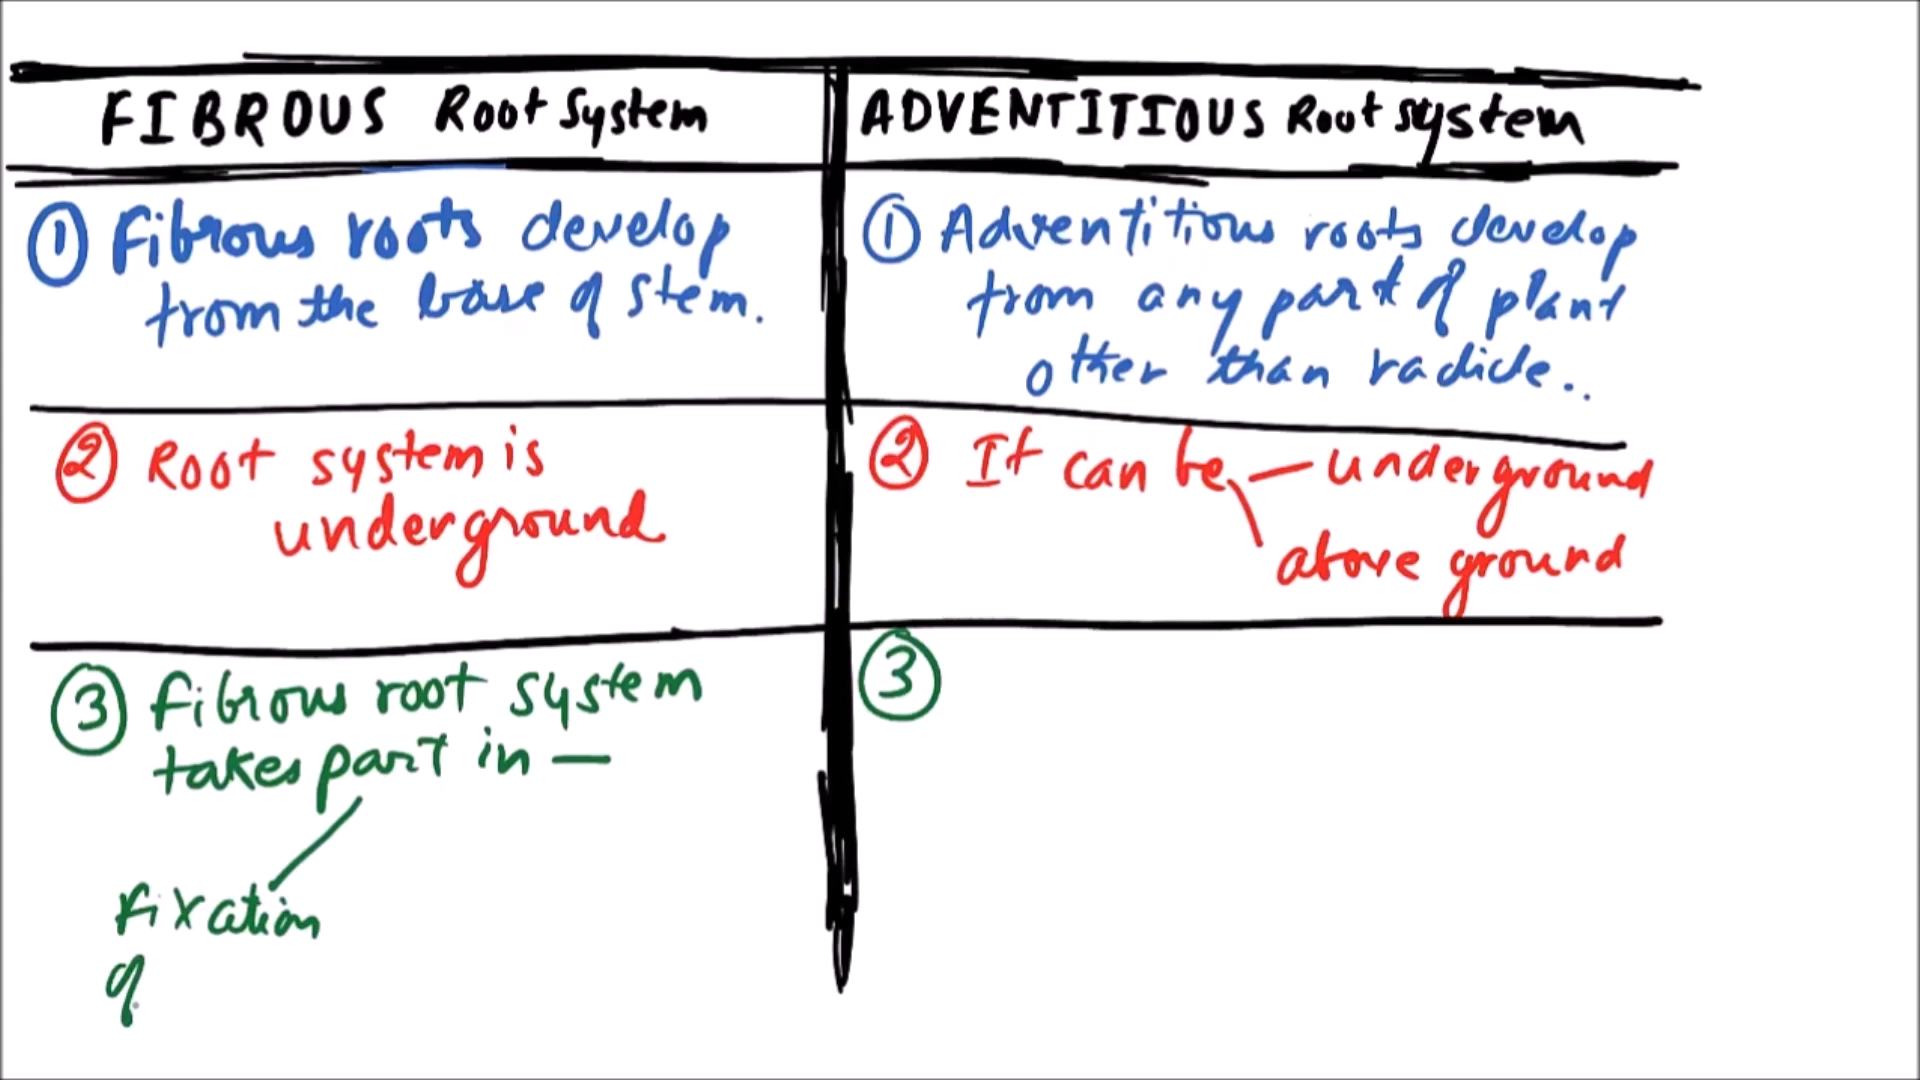 FIBROUS Root System
① Fibrous roots develop
from the base of stem.
② Root system is
underground
③ Fibrous root system
takes part in —
Fixation
of
ADVENTITIOUS Root system
① Adventitious roots develop
from any part of plant
other than radicle..
② It can be — underground
above ground
③